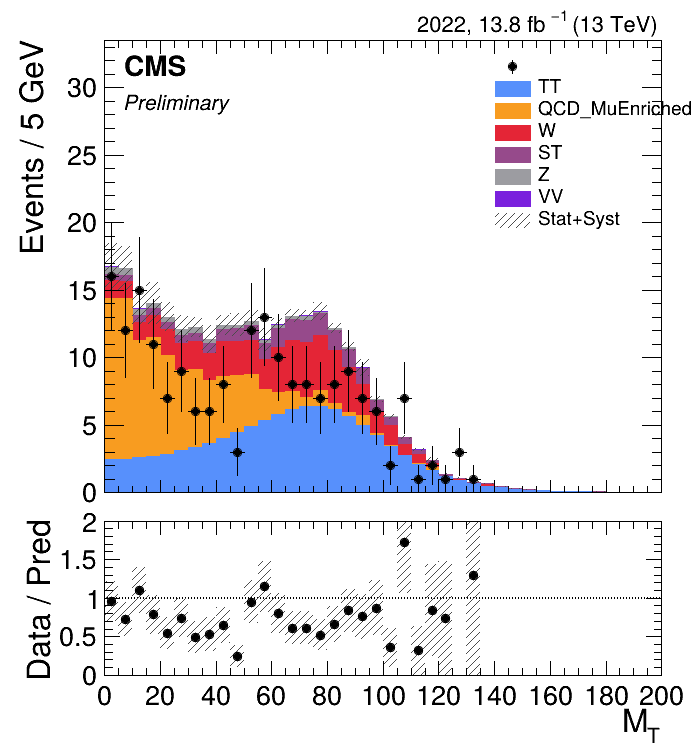 2022, 13.8 fb⁻¹ (13 TeV)
CMS
Preliminary
TT
QCD_MuEnriched
W
ST
Z
VV
Stat+Syst
Events / 5 GeV
30
25
20
15
10
5
0
Data / Pred
2
1.5
1
0.5
0
0 20 40 60 80 100 120 140 160 180 200
M_T